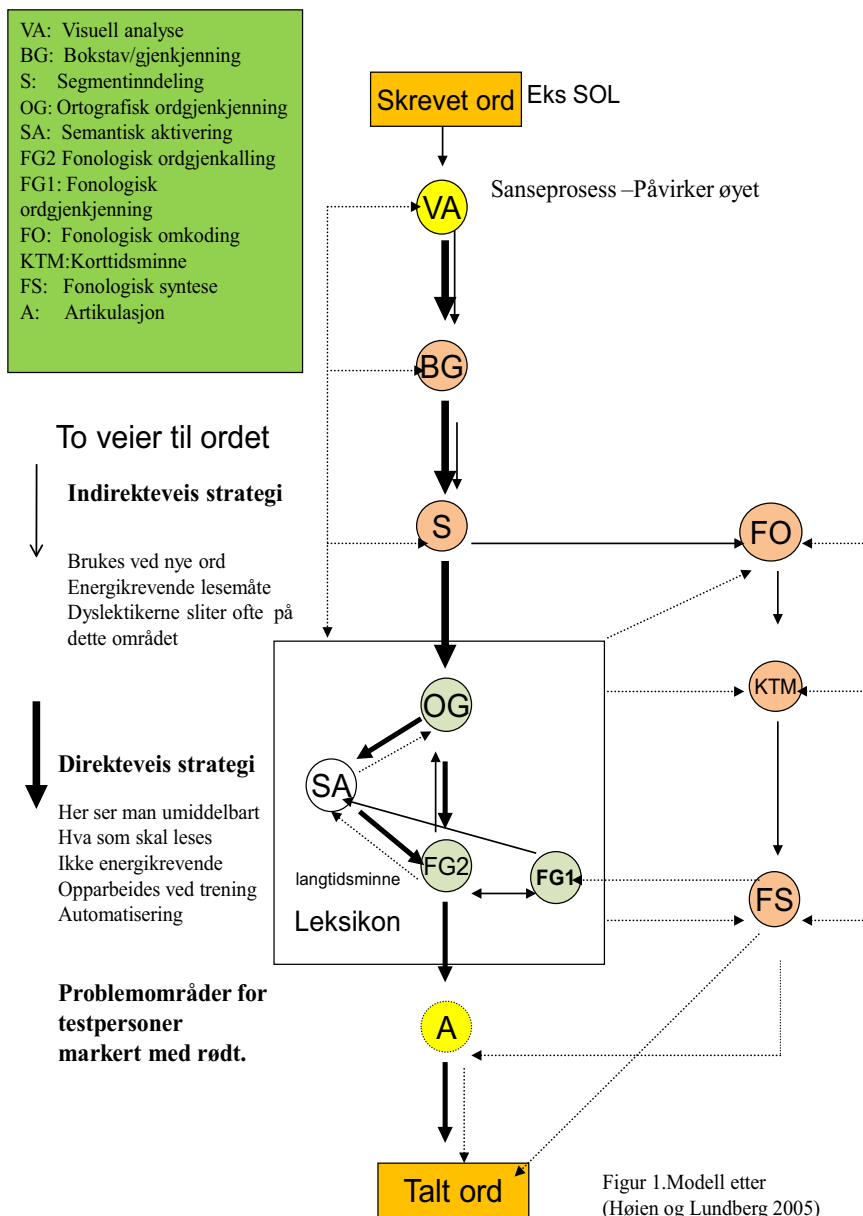 VA: Visuell analyse
BG: Bokstav/gjenkjenning
S: Segmentinndeling
OG: Ortografisk ordgjenkjenning
SA: Semantisk aktivering
FG2 Fonologisk ordgjenkalling
FG1: Fonologisk
ordgjenkjenning
FO: Fonologisk omkoding
KTM:Korttidsminne
FS: Fonologisk syntese
A: Artikulasjon
Skrevet ord
Eks SOL
VA
Sanseprosess –Påvirker øyet
BG
To veier til ordet
Indirekteveis strategi
Brukes ved nye ord
Energikrevende lesemåte
Dyslektikerne sliter ofte på
dette området
S
FO
OG
KTM
SA
FG2
FG1
FS
langtidsminne
Leksikon
Direkteveis strategi
Her ser man umiddelbart
Hva som skal leses
Ikke energikrevende
Opparbeides ved trening
Automatisering
Problemområder for
testpersoner
markert med rødt.
A
Talt ord
Figur 1.Modell etter
(Høien og Lundberg 2005)